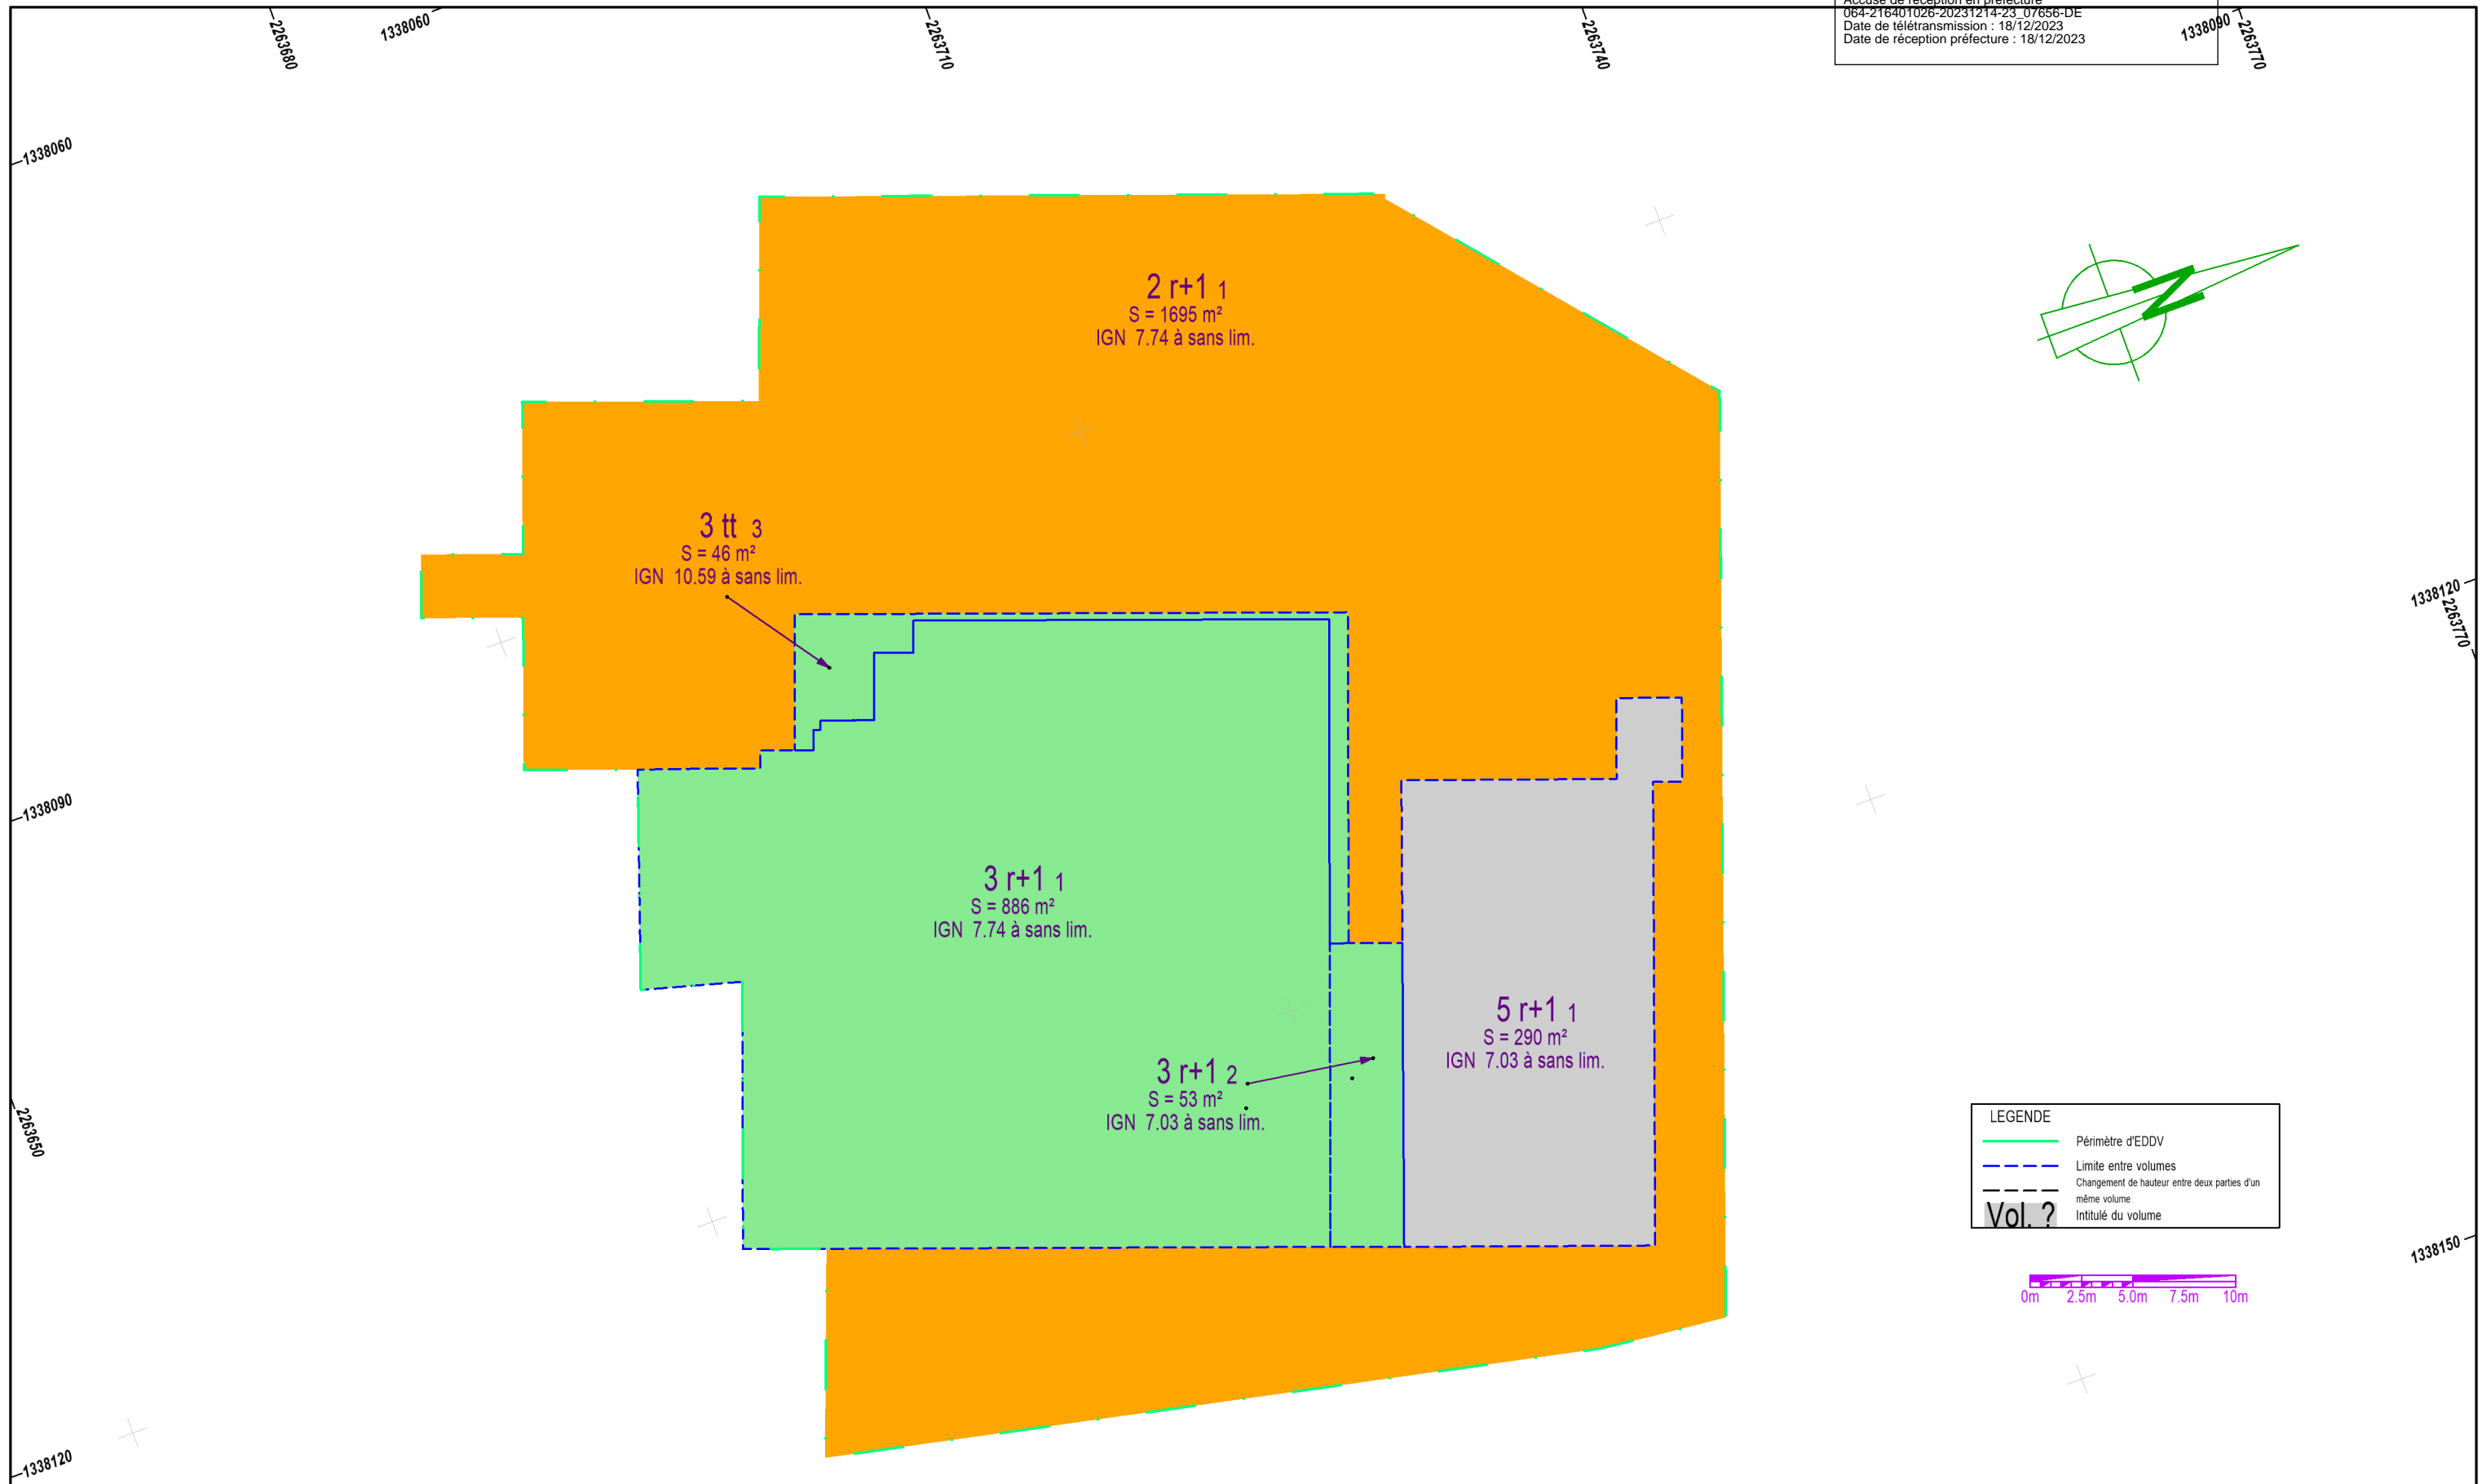 Accusé de réception en préfecture
064-216401026-20231214-23_07656-DE
Date de télétransmission : 18/12/2023
Date de réception préfecture : 18/12/2023
2263680
1338060
2263710
2263740
1338090
2263770
1338060
2 r+1 1
S = 1695 m²
IGN 7.74 à sans lim.
N
3 tt 3
S = 46 m²
IGN 10.59 à sans lim.
1338120
2263770
1338090
3 r+1 1
S = 886 m²
IGN 7.74 à sans lim.
5 r+1 1
S = 290 m²
IGN 7.03 à sans lim.
3 r+1 2
S = 53 m²
IGN 7.03 à sans lim.
2263650
LEGENDE
Périmètre d'EDDV
Limite entre volumes
Changement de hauteur entre deux parties d'un
même volume
Vol. ?
Intitulé du volume
1338150
0m 2.5m 5.0m 7.5m 10m
1338120